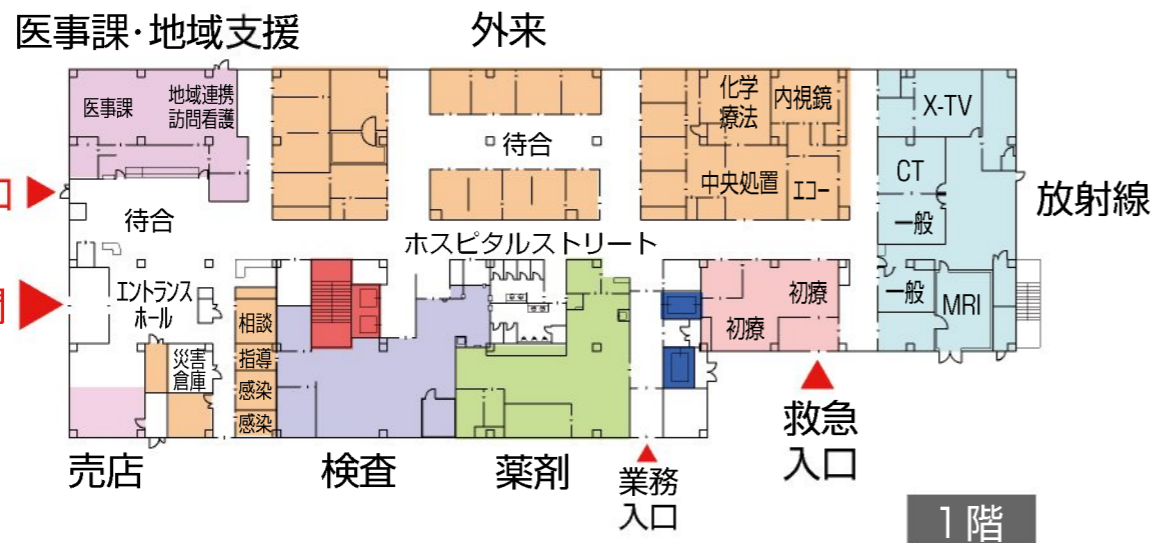 医事課・地域支援
外来
医事課
地域連携
訪問看護
化学
療法
内視鏡
X-TV
待合
中央処置
エコー
CT
一般
放射線
口
待合
ホスピタルストリート
エントランス
ホール
初療
初療
一般
MRI
相談
指導
感染
感染
災害
倉庫
売店
検査
薬剤
業務
入口
救急
入口
1階